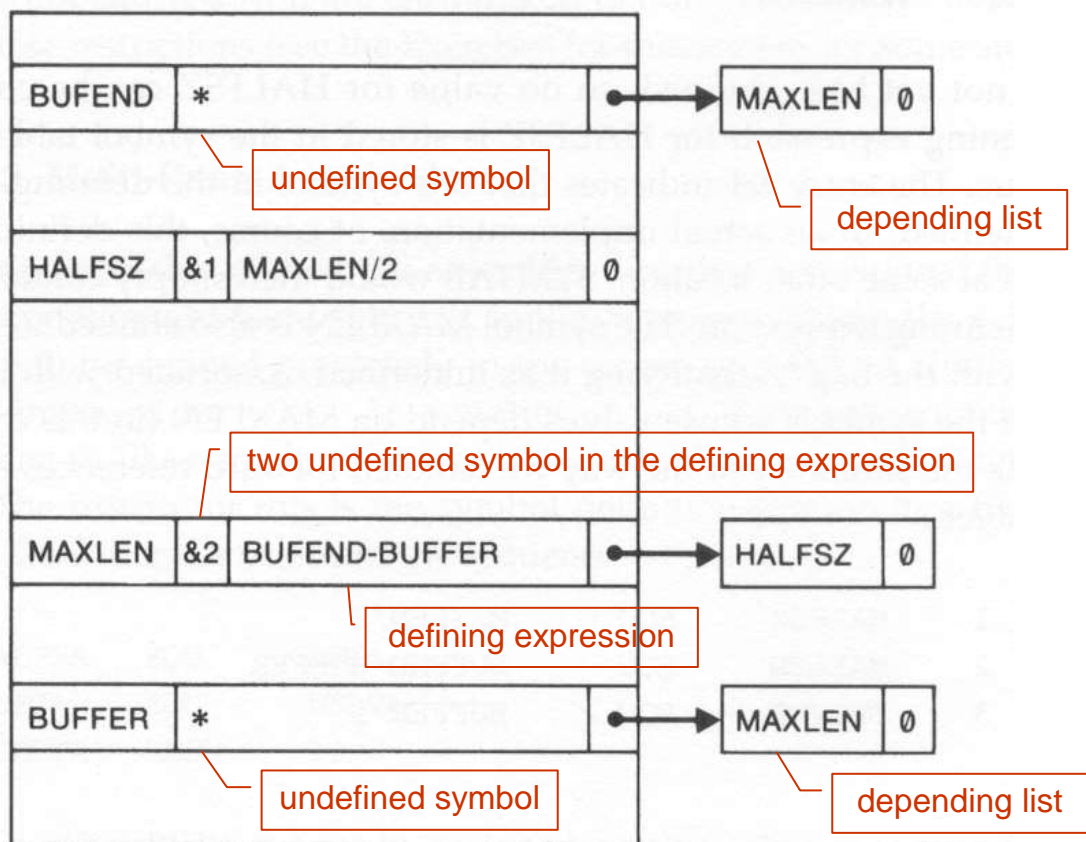 BUFEND * MAXLEN 0
undefined symbol
depending list
HALFSZ &1 MAXLEN/2 0
two undefined symbol in the defining expression
MAXLEN &2 BUFEND-BUFFER HALFSZ 0
defining expression
BUFFER * MAXLEN 0
undefined symbol
depending list